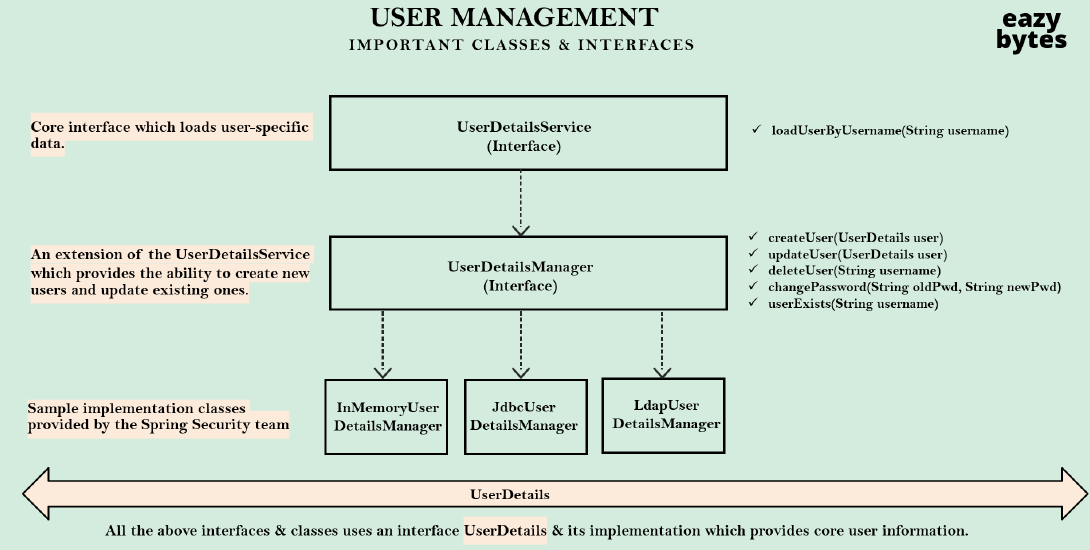 USER MANAGEMENT
IMPORTANT CLASSES & INTERFACES
eazy
bytes
Core interface which loads user-specific
data.
UserDetailsService
(Interface)
✓ loadUserByUsername(String username)
An extension of the UserDetailsService
which provides the ability to create new
users and update existing ones.
UserDetailsManager
(Interface)
✓ createUser(UserDetails user)
✓ updateUser(UserDetails user)
✓ deleteUser(String username)
✓ changePassword(String oldPwd, String newPwd)
✓ userExists(String username)
Sample implementation classes
provided by the Spring Security team
InMemoryUser
DetailsManager
JdbcUser
DetailsManager
LdapUser
DetailsManager
UserDetails
All the above interfaces & classes uses an interface UserDetails & its implementation which provides core user information.